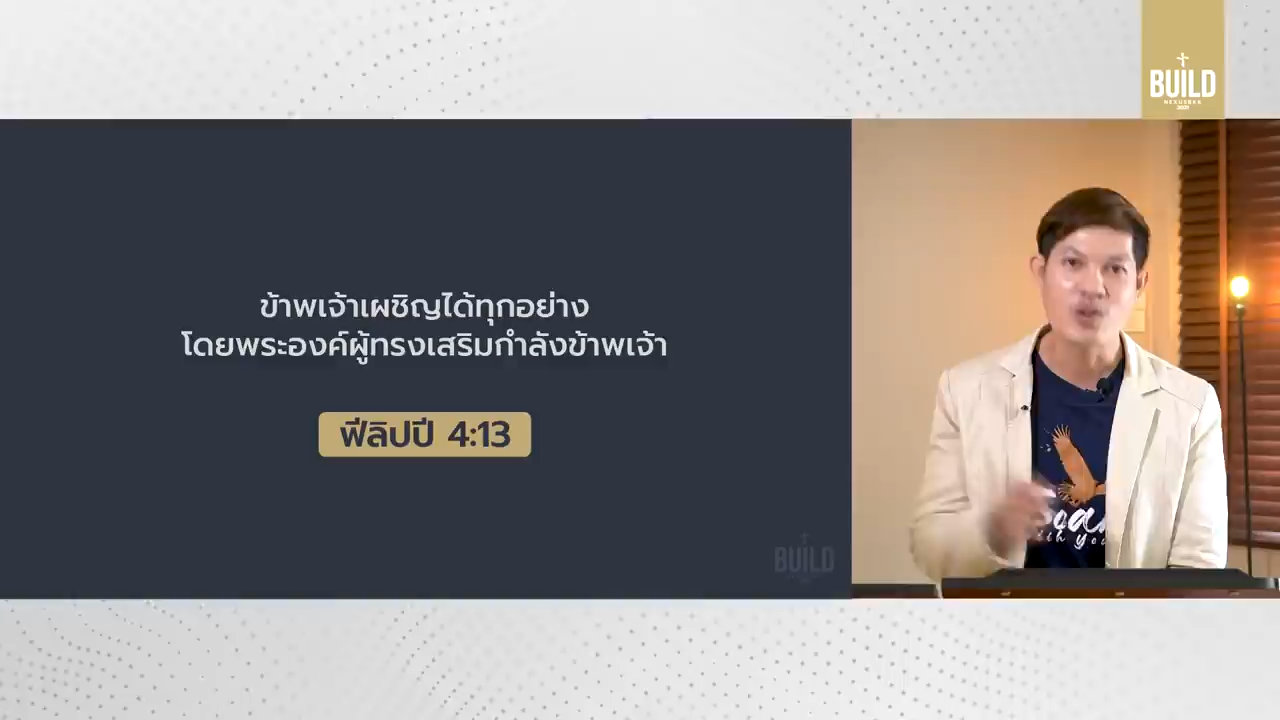 BUILD
NEXUSBKK
2021
ข้าพเจ้าเผชิญได้ทุกอย่าง
โดยพระองค์ผู้ทรงเสริมกำลังข้าพเจ้า
ฟีลิปปี 4:13
BUILD